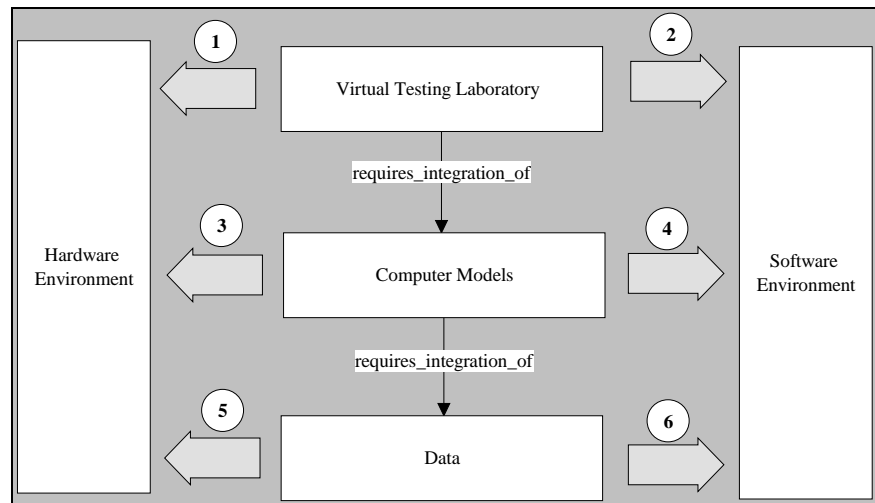 1
2
Virtual Testing Laboratory
requires_integration_of
3
4
Hardware
Environment
Computer Models
Software
Environment
requires_integration_of
5
6
Data